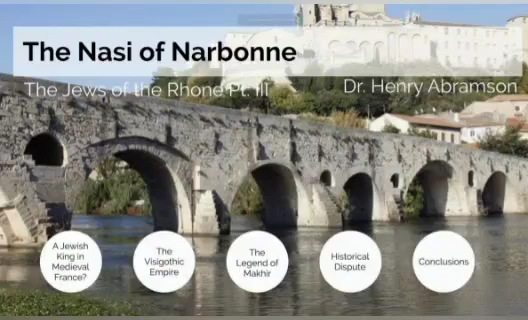 The Nasi of Narbonne
The Jews of the Rhone Pt. III
Dr. Henry Abramson
A Jewish
King in
Medieval
France?
The
Visigothic
Empire
The
Legend of
Makhir
Historical
Dispute
Conclusions